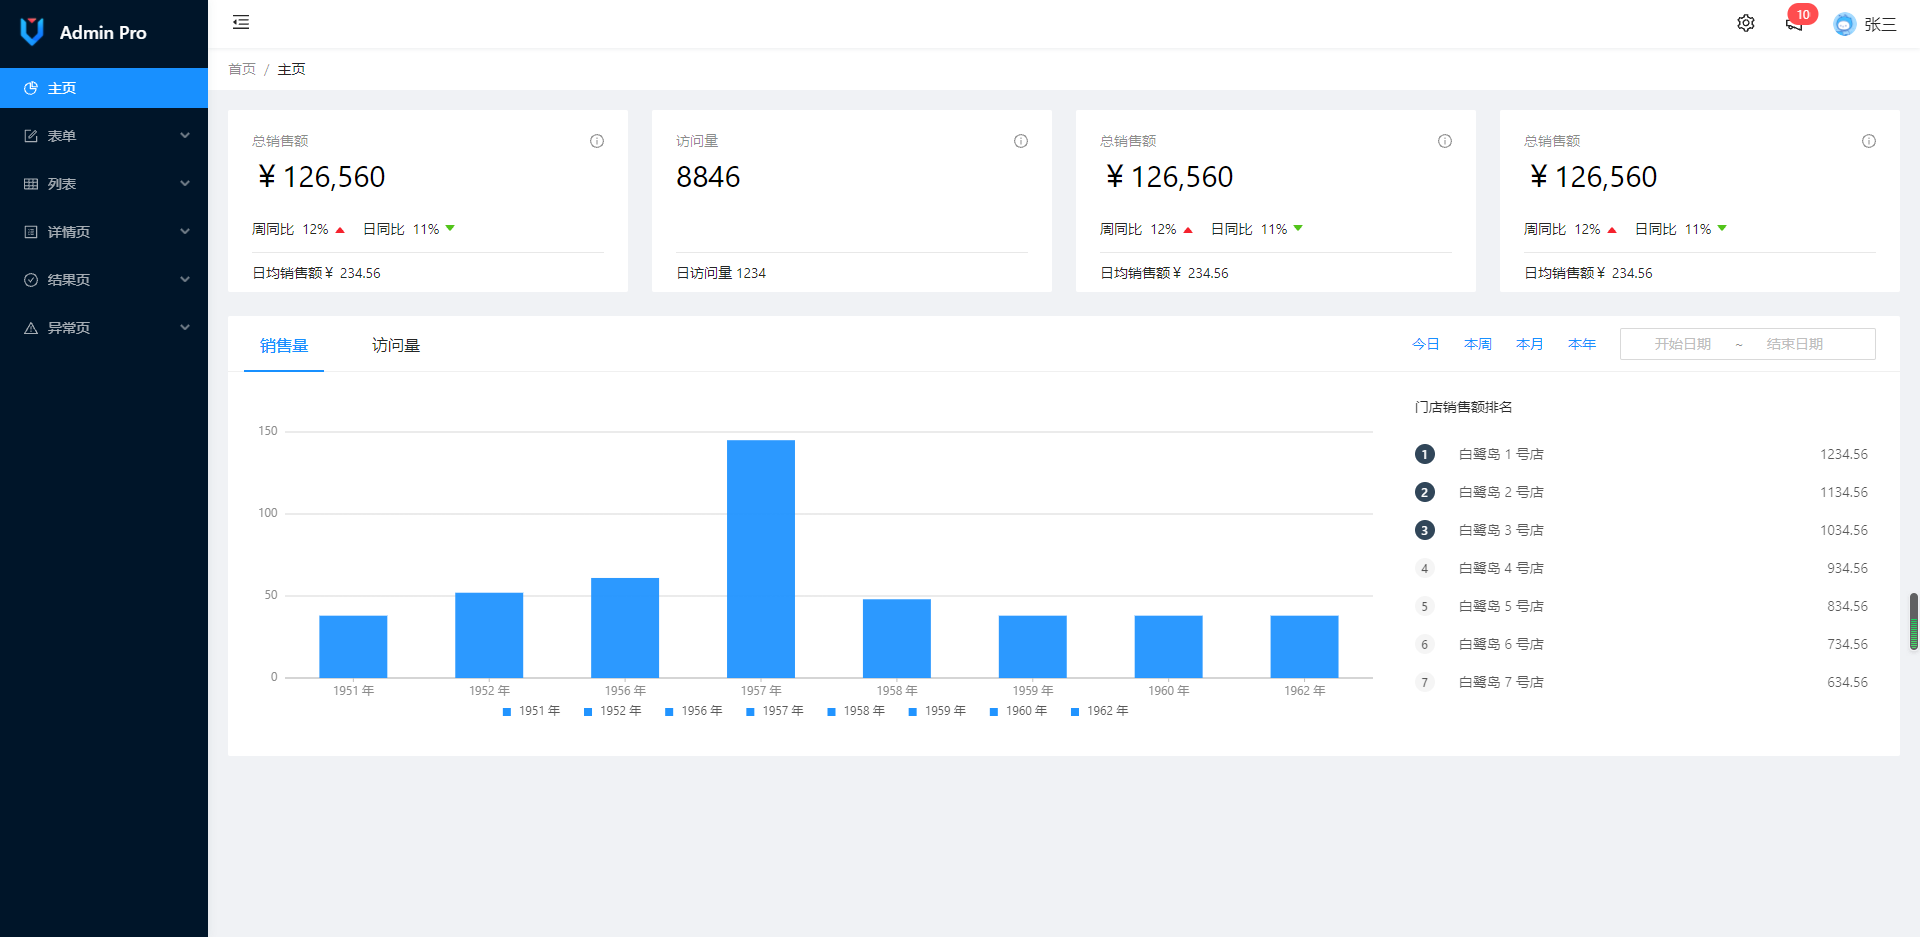 Admin Pro
主页
表单
列表
详情页
结果页
异常页
10
张三
首页 / 主页
总销售额
¥ 126,560
周同比 12% 日同比 11%
日均销售额¥ 234.56
访问量
8846
日访问量 1234
总销售额
¥ 126,560
周同比 12% 日同比 11%
日均销售额¥ 234.56
总销售额
¥ 126,560
周同比 12% 日同比 11%
日均销售额¥ 234.56
销售量 访问量
今日 本周 本月 本年 开始日期 ~ 结束日期
150
100
50
0
1951 年 1952 年 1956 年 1957 年 1958 年 1959 年 1960 年 1962 年
1951 年 1952 年 1956 年 1957 年 1958 年 1959 年 1960 年 1962 年
门店销售额排名
1 白鹭岛 1 号店 1234.56
2 白鹭岛 2 号店 1134.56
3 白鹭岛 3 号店 1034.56
4 白鹭岛 4 号店 934.56
5 白鹭岛 5 号店 834.56
6 白鹭岛 6 号店 734.56
7 白鹭岛 7 号店 634.56